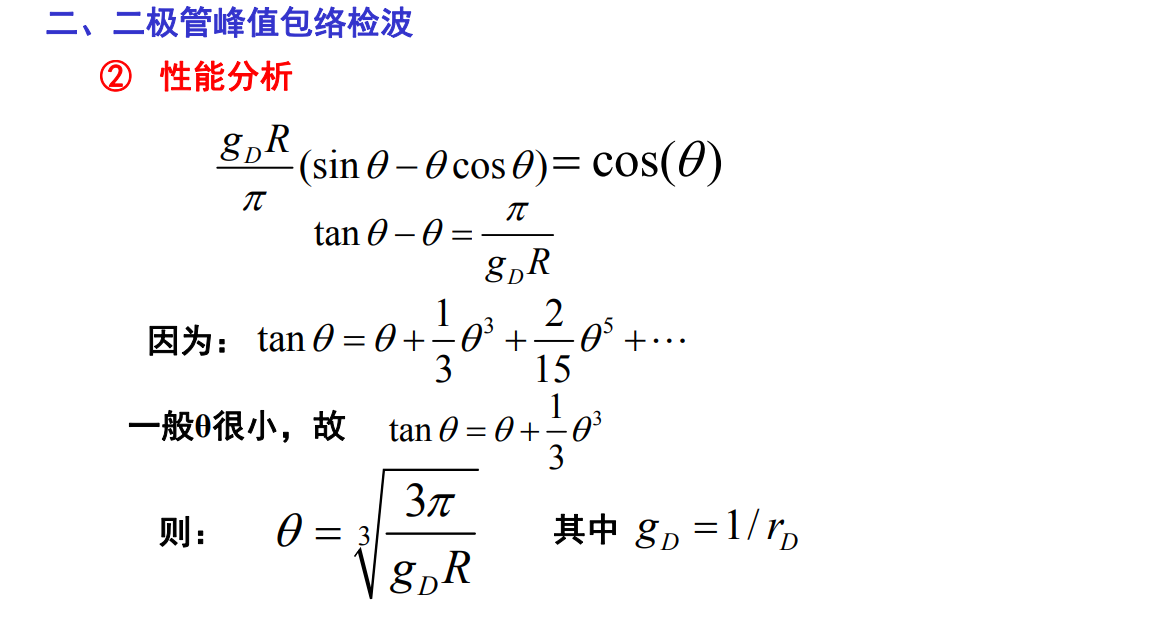 二、二极管峰值包络检波
② 性能分析
\frac{g_D R}{\pi}(\sin\theta - \theta\cos\theta) = \cos(\theta)
\tan\theta - \theta = \frac{\pi}{g_D R}
因为： \tan\theta = \theta + \frac{1}{3}\theta^3 + \frac{2}{15}\theta^5 + \cdots
一般θ很小，故 \tan\theta = \theta + \frac{1}{3}\theta^3
则： \theta = \sqrt[3]{\frac{3\pi}{g_D R}} 其中 g_D = 1/r_D